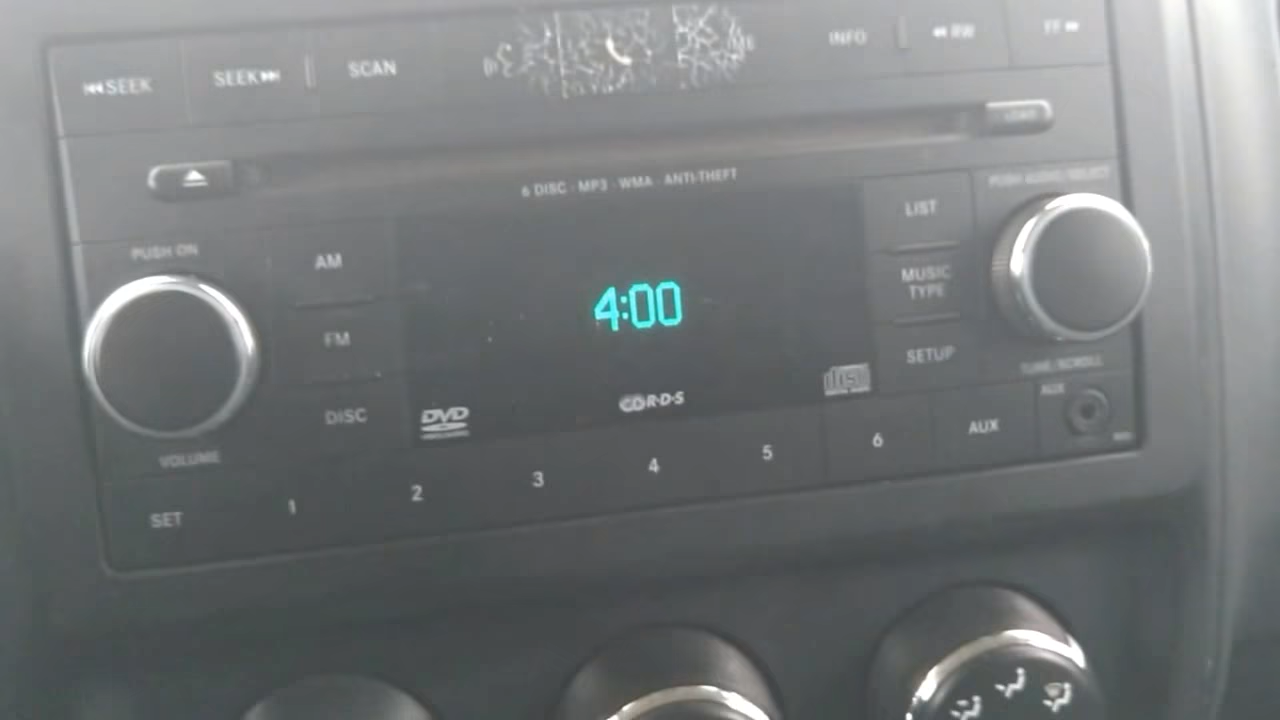 SEEK
SEEK
SCAN
INFO
RW
FF
LOAD
6 DISC · MP3 · WMA · ANTI-THEFT
PUSH ON
AM
FM
DISC
VOLUME
SET
4:00
DVD
R·D·S
disc
LIST
MUSIC
TYPE
SETUP
PUSH AUDIO/SELECT
TUNE/SCROLL
AUX
1
2
3
4
5
6
AUX